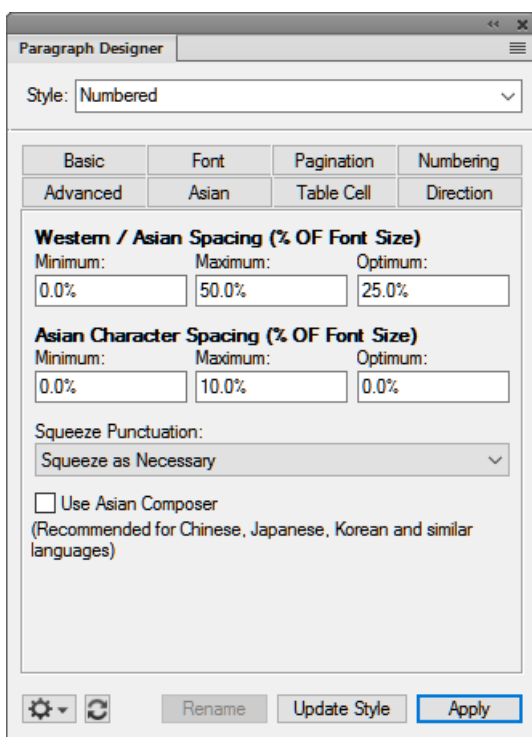 Paragraph Designer
Style: Numbered
Basic Font Pagination Numbering
Advanced Asian Table Cell Direction
Western / Asian Spacing (% OF Font Size)
Minimum: Maximum: Optimum:
0.0% 50.0% 25.0%
Asian Character Spacing (% OF Font Size)
Minimum: Maximum: Optimum:
0.0% 10.0% 0.0%
Squeeze Punctuation:
Squeeze as Necessary
Use Asian Composer
(Recommended for Chinese, Japanese, Korean and similar
languages)
Rename Update Style Apply